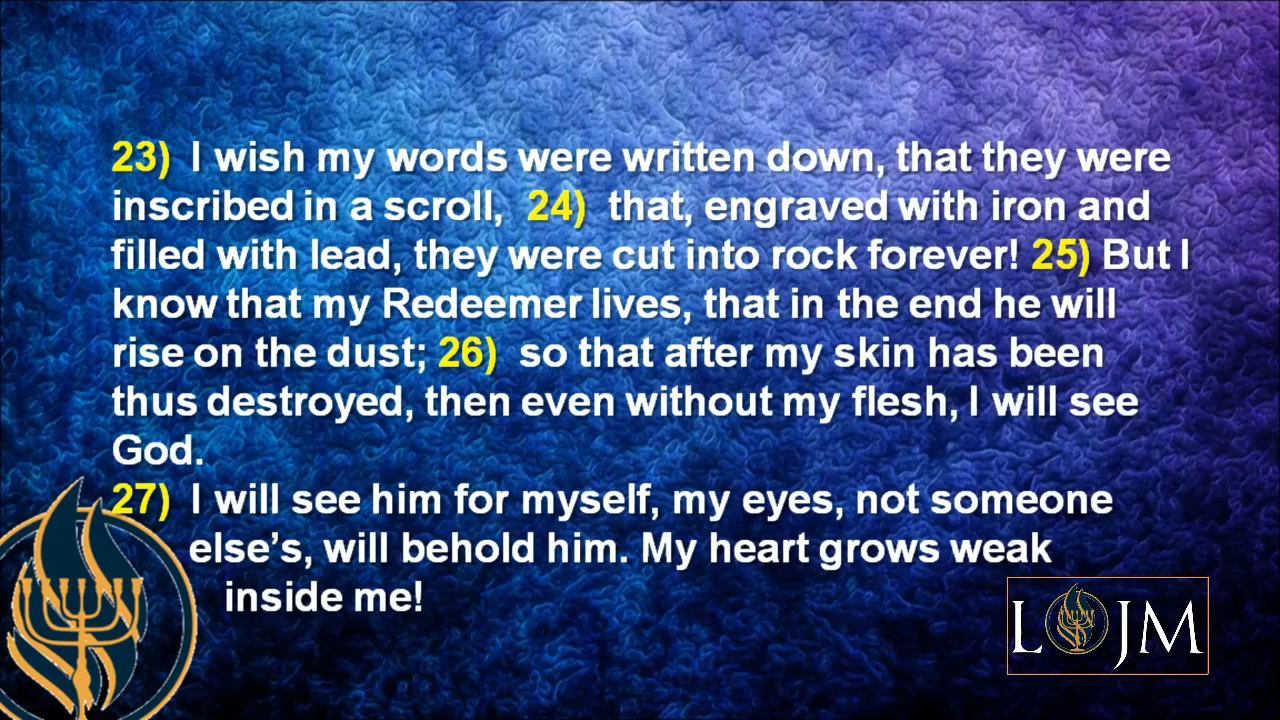 23) I wish my words were written down, that they were
inscribed in a scroll, 24) that, engraved with iron and
filled with lead, they were cut into rock forever! 25) But I
know that my Redeemer lives, that in the end he will
rise on the dust; 26) so that after my skin has been
thus destroyed, then even without my flesh, I will see
God.
27) I will see him for myself, my eyes, not someone
else’s, will behold him. My heart grows weak
inside me!
L JM